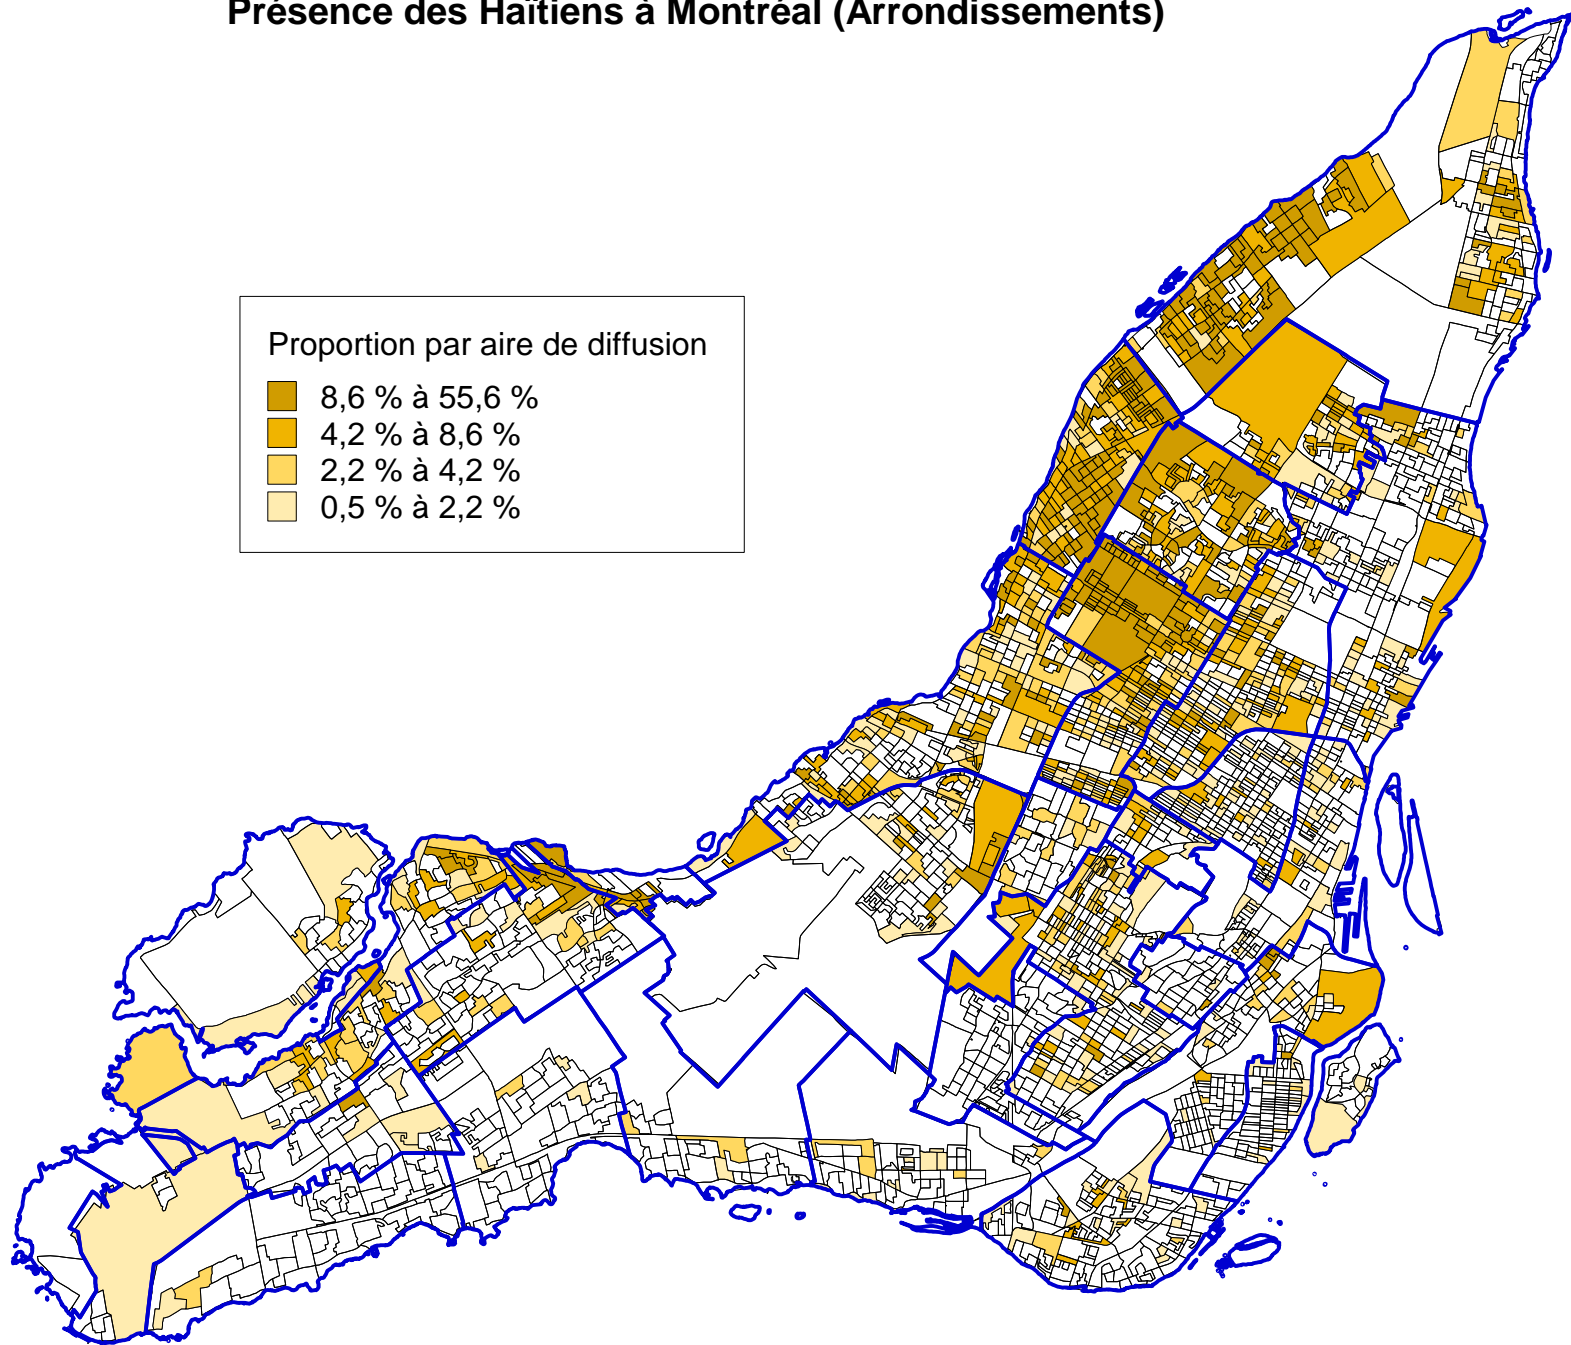 Présence des Haïtiens à Montréal (Arrondissements)
Proportion par aire de diffusion
8,6 % à 55,6 %
4,2 % à 8,6 %
2,2 % à 4,2 %
0,5 % à 2,2 %